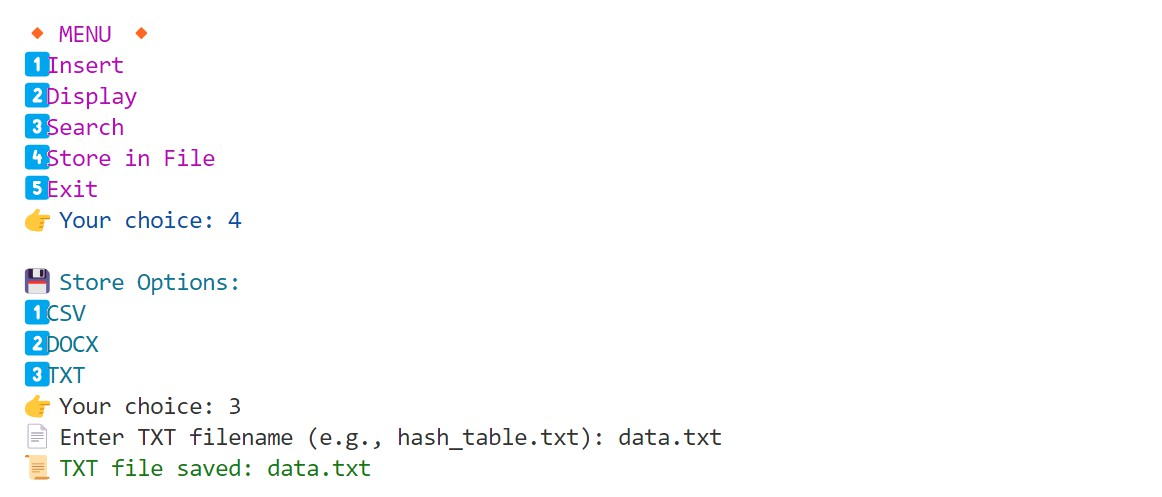 🔸 MENU 🔸
1️⃣Insert
2️⃣Display
3️⃣Search
4️⃣Store in File
5️⃣Exit
👉 Your choice: 4
💾 Store Options:
1️⃣CSV
2️⃣DOCX
3️⃣TXT
👉 Your choice: 3
📄 Enter TXT filename (e.g., hash_table.txt): data.txt
📜 TXT file saved: data.txt